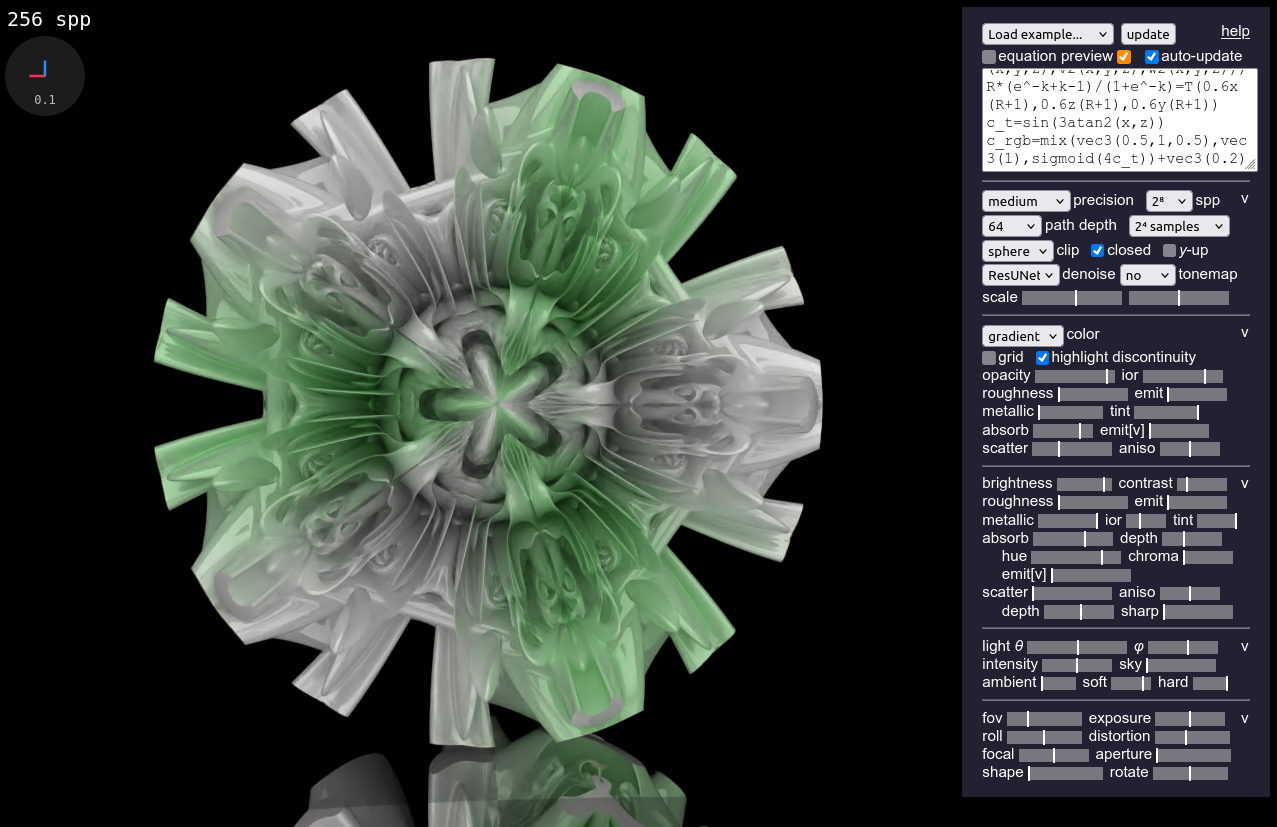 256 spp
0.1
Load example... update help
equation preview auto-update
(x,y,z),v2(x,y,z),w2(x,y,z)))
R*(e^-k+k-1)/(1+e^-k)=T(0.6x
(R+1),0.6z(R+1),0.6y(R+1))
c_t=sin(3atan2(x,z))
c_rgb=mix(vec3(0.5,1,0.5),vec
3(1),sigmoid(4c_t))+vec3(0.2)
medium precision 2⁸ spp v
64 path depth 2⁴ samples
sphere clip closed y-up
ResUNet denoise no tonemap
scale
gradient color v
grid highlight discontinuity
opacity ior
roughness emit
metallic tint
absorb emit[v]
scatter aniso
brightness contrast v
roughness emit
metallic ior tint
absorb depth
hue chroma
emit[v]
scatter aniso
depth sharp
light θ φ v
intensity sky
ambient soft hard
fov exposure v
roll distortion
focal aperture
shape rotate